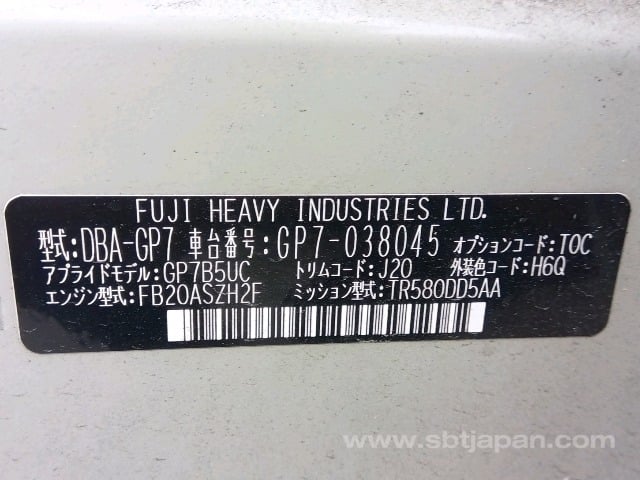 FUJI HEAVY INDUSTRIES LTD.
型式:DBA-GP7 車台番号:GP7-038045 オプションコード:TOC
アプライドモデル:GP7B5UC トリムコード:J20 外装色コード:H6Q
エンジン型式:FB20ASZH2F ミッション型式:TR580DD5AA
www.sbtjapan.com